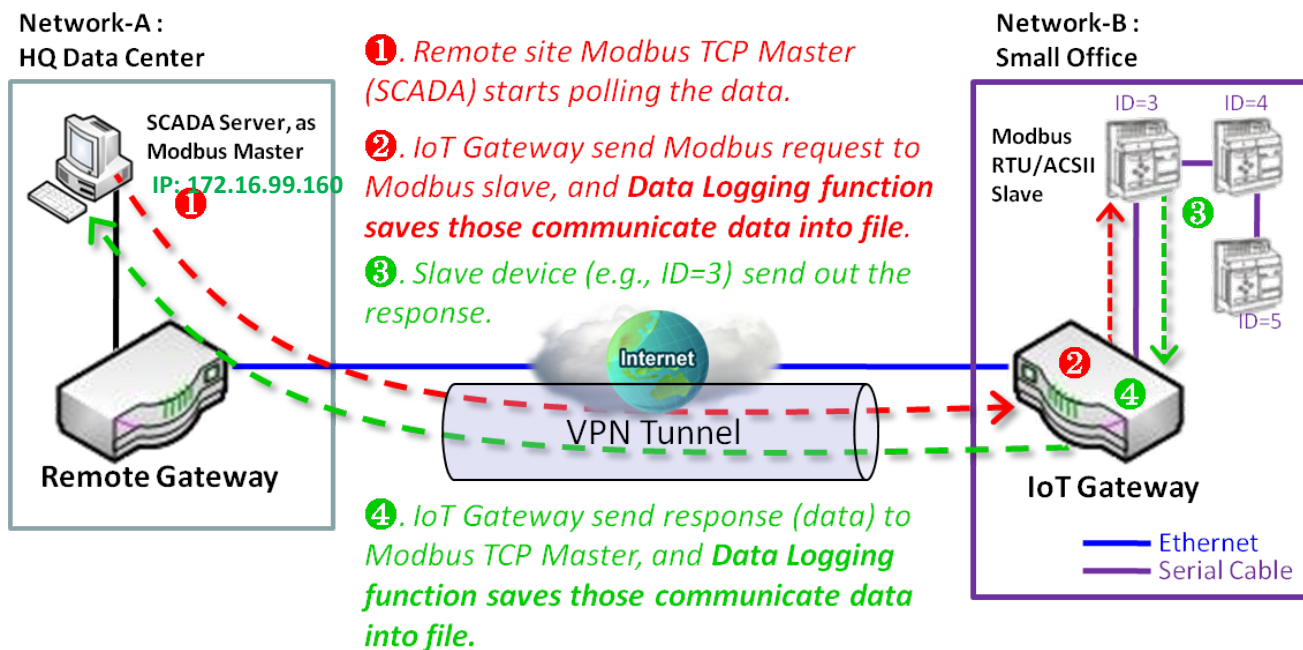 Network-A :
HQ Data Center
SCADA Server, as
Modbus Master
IP: 172.16.99.160
❶
Remote Gateway
❶. Remote site Modbus TCP Master
(SCADA) starts polling the data.
❷. IoT Gateway send Modbus request to
Modbus slave, and Data Logging function
saves those communicate data into file.
❸. Slave device (e.g., ID=3) send out the
response.
Internet
VPN Tunnel
❹. IoT Gateway send response (data) to
Modbus TCP Master, and Data Logging
function saves those communicate data
into file.
Network-B :
Small Office
ID=3
ID=4
Modbus
RTU/ACSII
Slave
❸
ID=5
❷
❹
IoT Gateway
Ethernet
Serial Cable